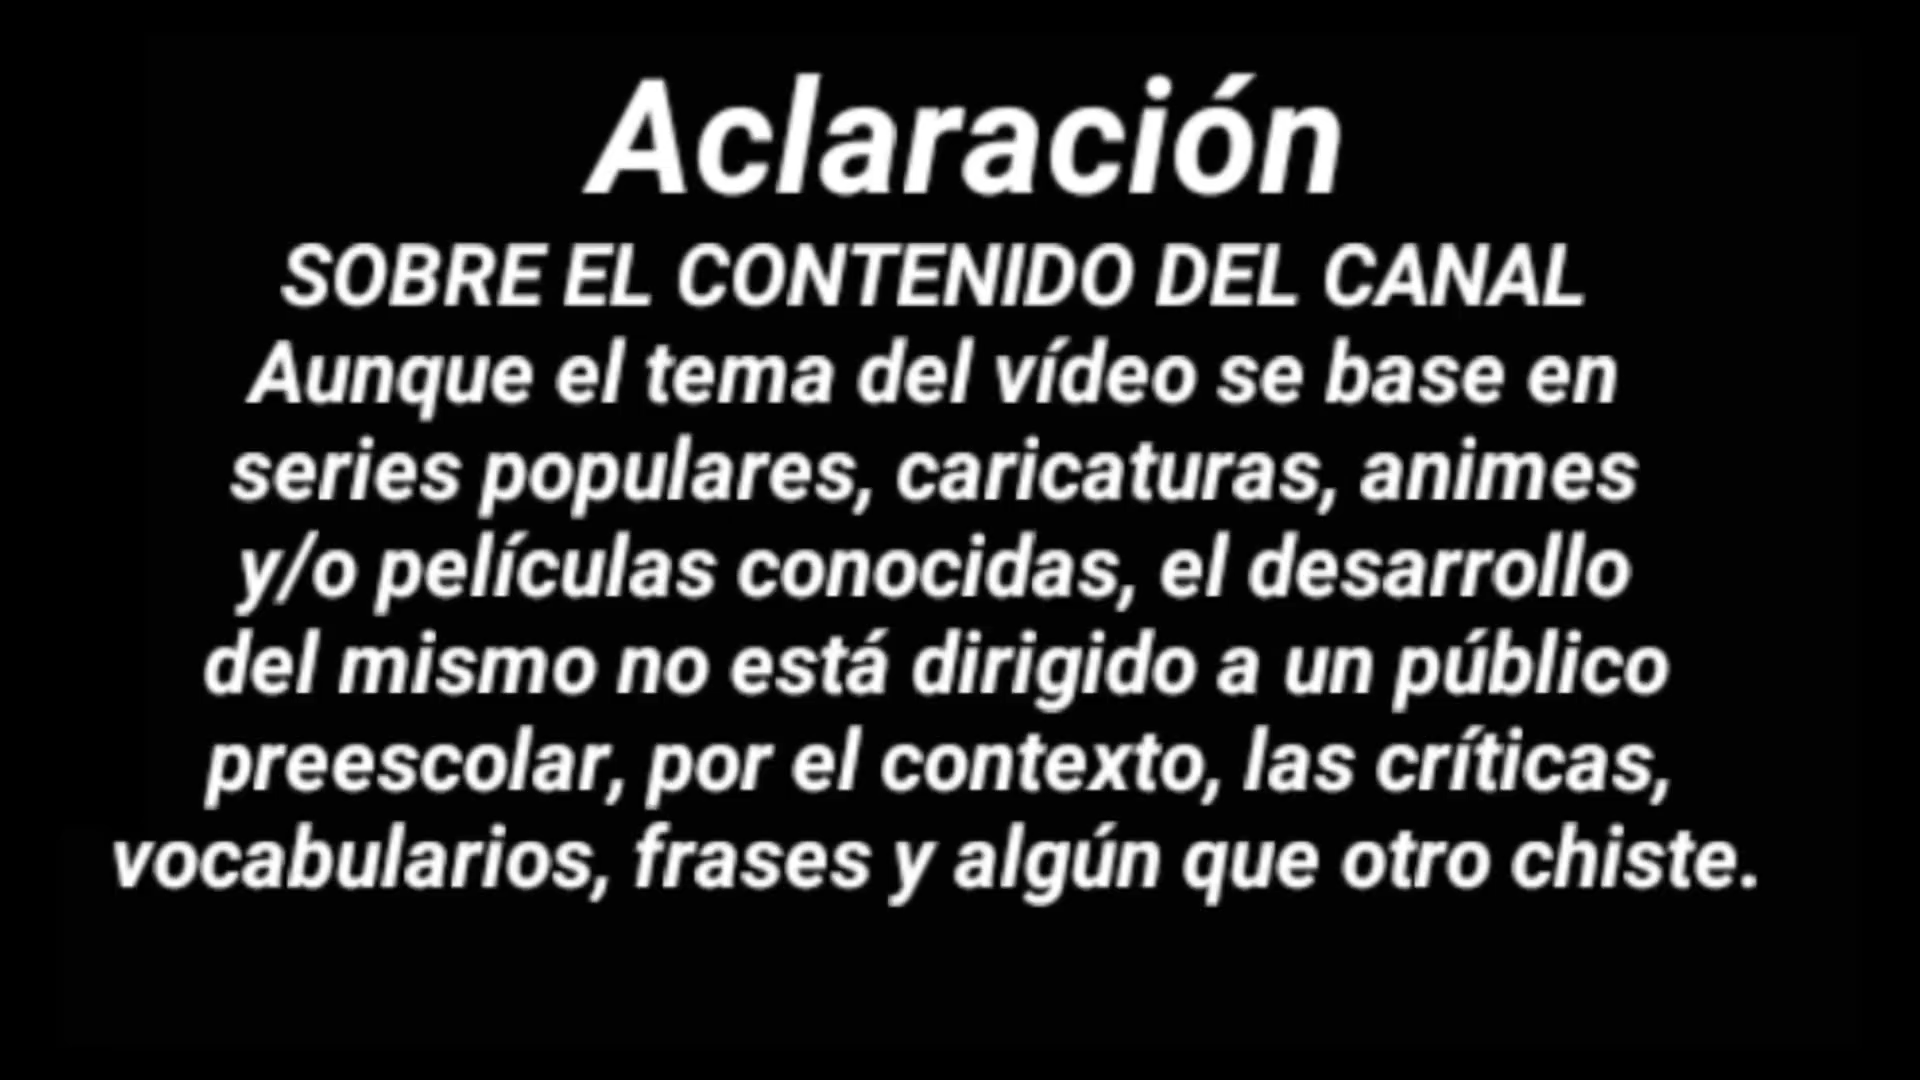 Aclaración
SOBRE EL CONTENIDO DEL CANAL
Aunque el tema del vídeo se base en
series populares, caricaturas, animes
y/o películas conocidas, el desarrollo
del mismo no está dirigido a un público
preescolar, por el contexto, las críticas,
vocabularios, frases y algún que otro chiste.